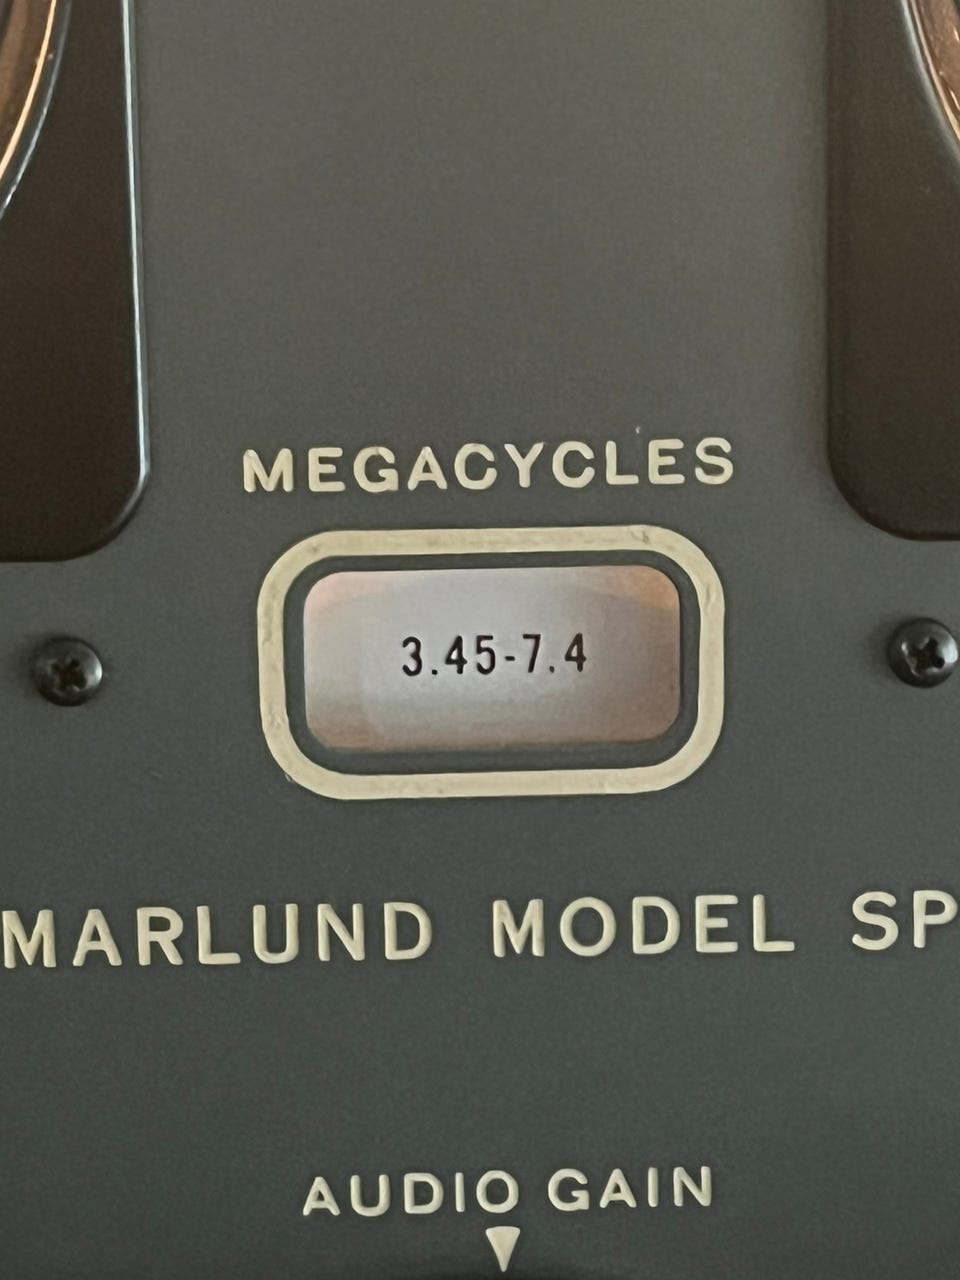 MEGACYCLES
3.45-7.4
MARLUND MODEL SP
AUDIO GAIN